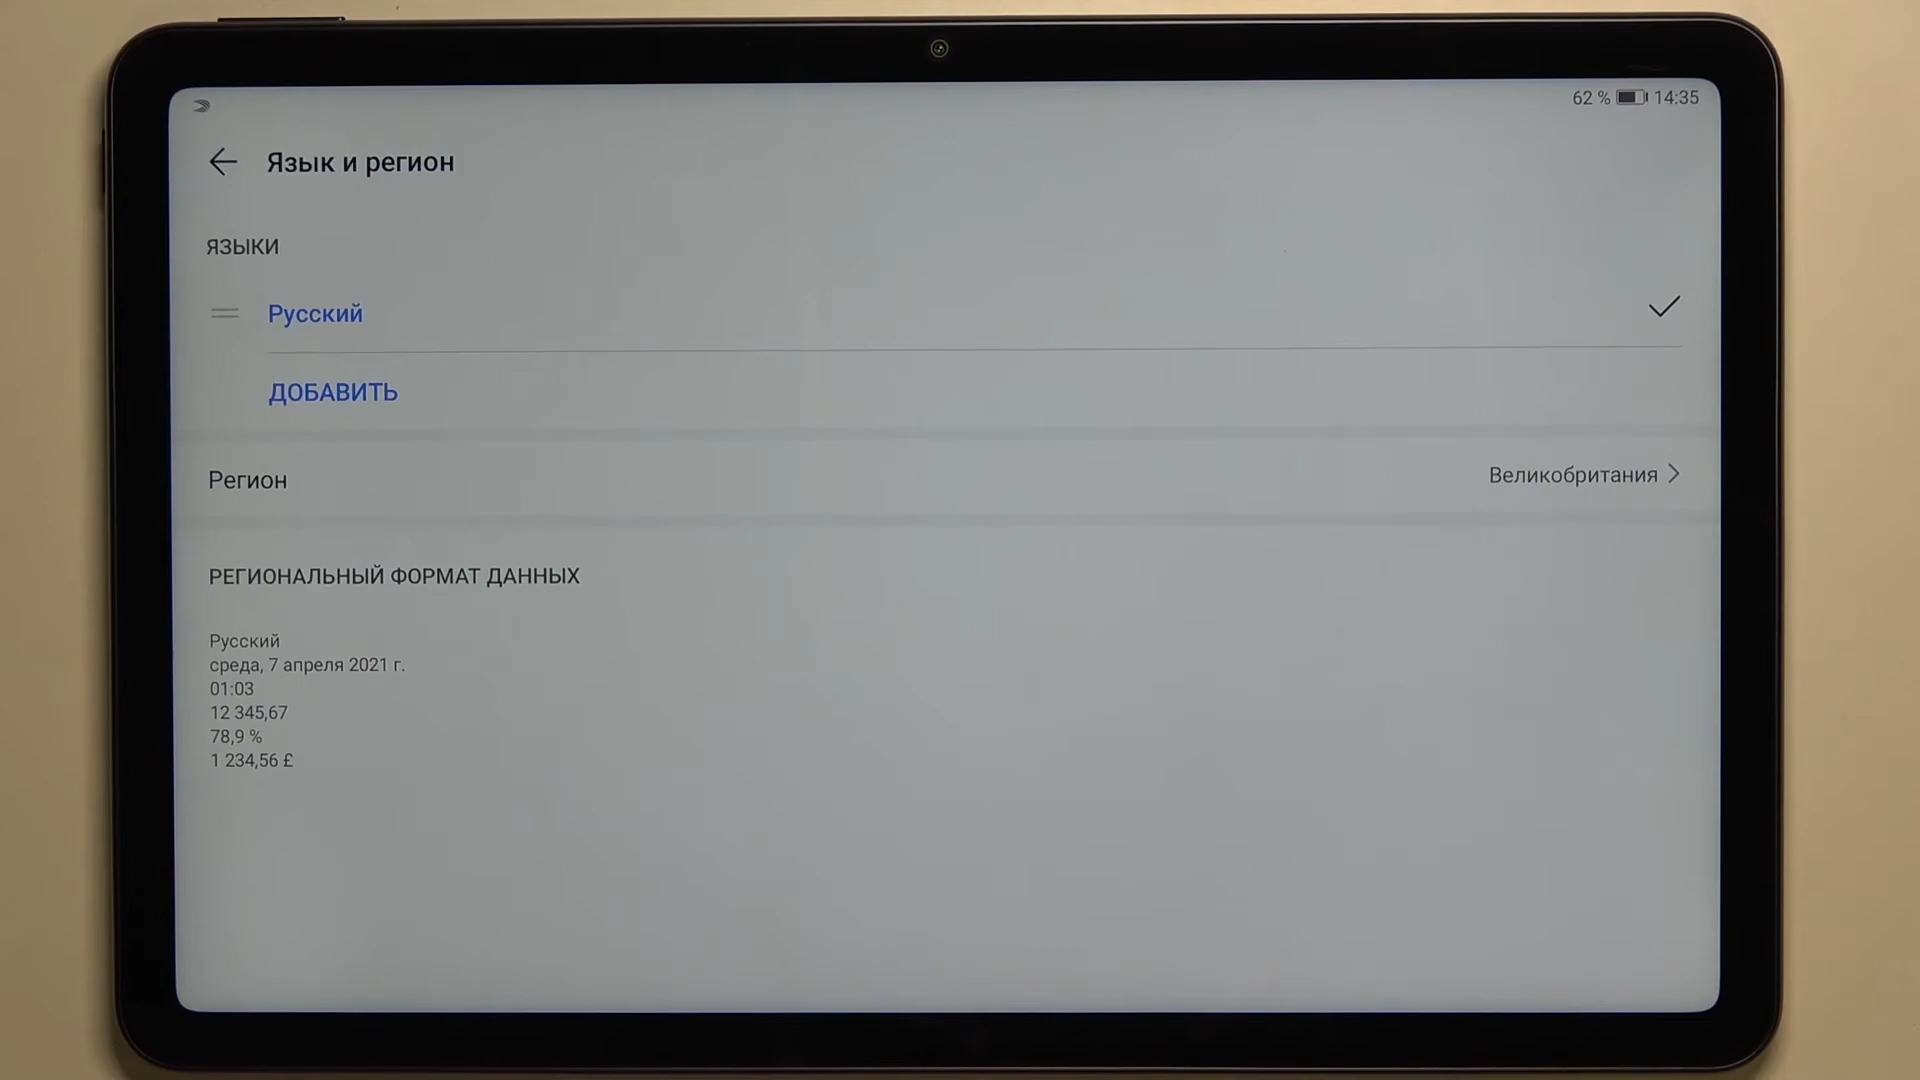 62 % 14:35
Язык и регион
ЯЗЫКИ
Русский
ДОБАВИТЬ
Регион Великобритания
РЕГИОНАЛЬНЫЙ ФОРМАТ ДАННЫХ
Русский
среда, 7 апреля 2021 г.
01:03
12 345,67
78,9 %
1 234,56 £